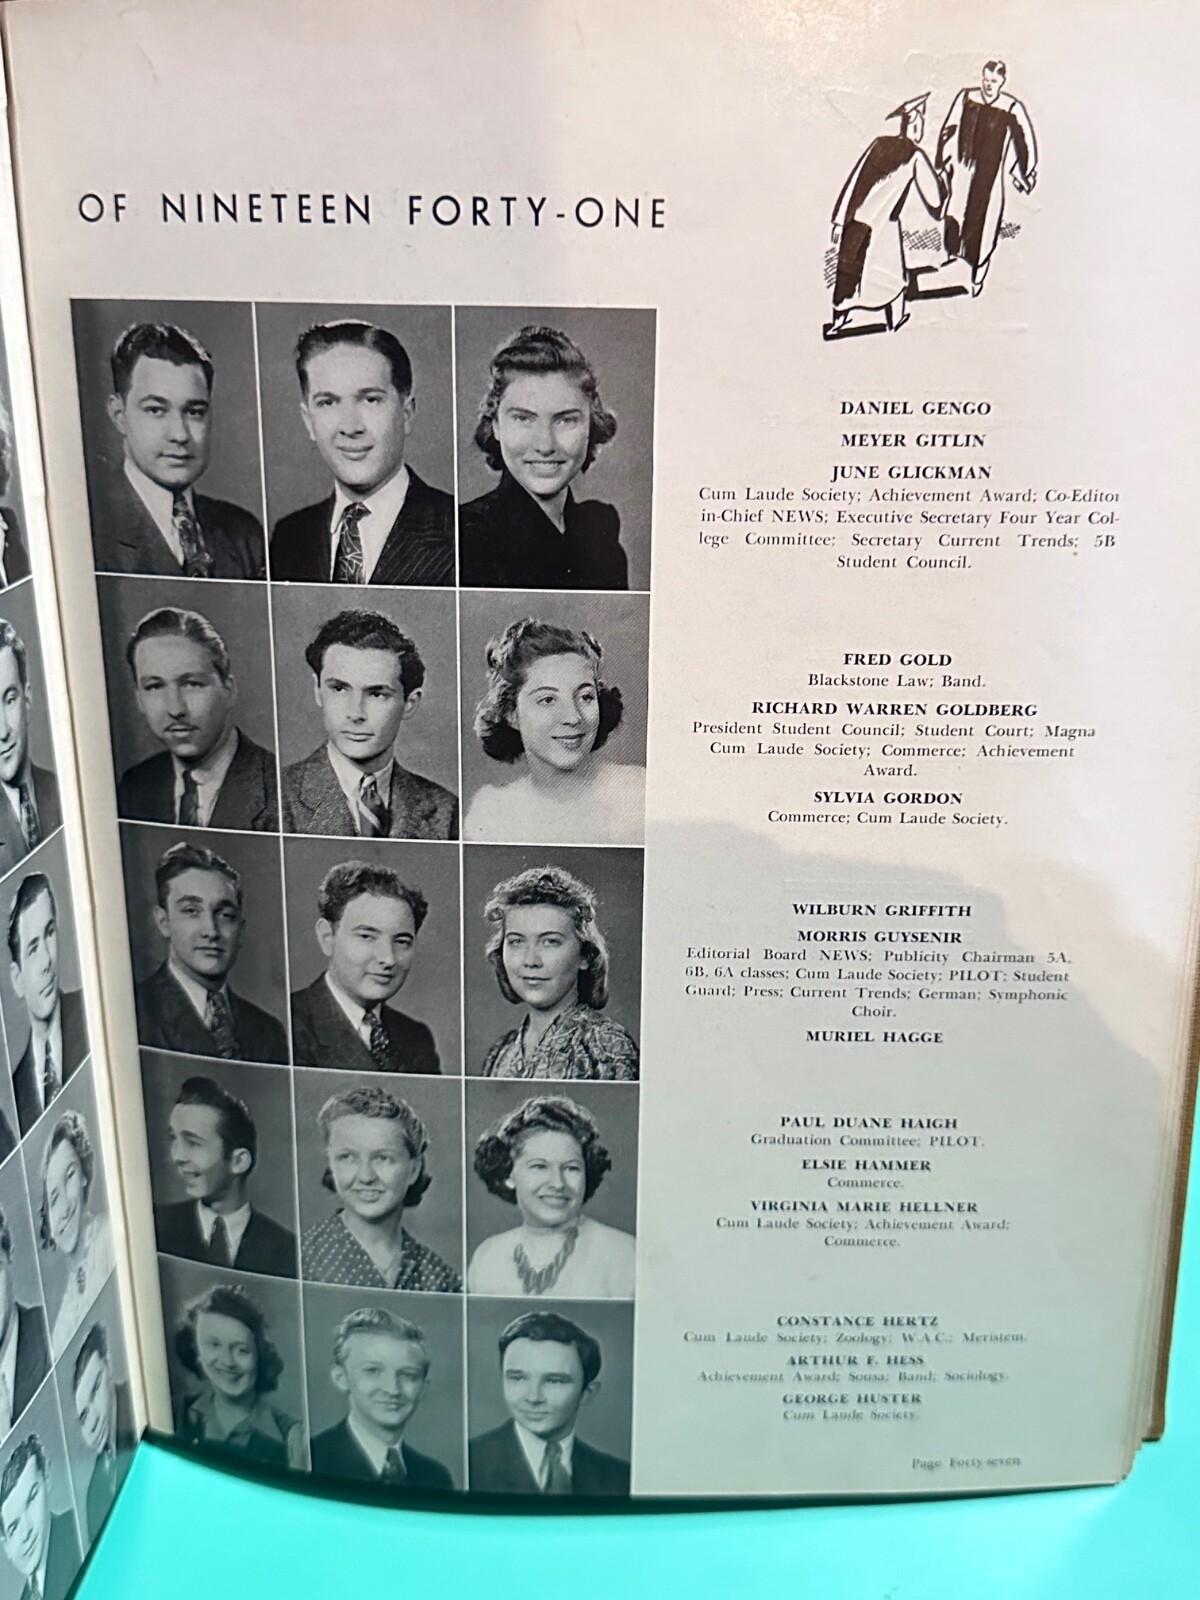 OF NINETEEN FORTY-ONE
DANIEL GENGO
MEYER GITLIN
JUNE GLICKMAN
Cum Laude Society; Achievement Award; Co-Editor
in-Chief NEWS; Executive Secretary Four Year Col-
lege Committee; Secretary Current Trends; 5B
Student Council.
FRED GOLD
Blackstone Law; Band.
RICHARD WARREN GOLDBERG
President Student Council; Student Court; Magna
Cum Laude Society; Commerce; Achievement
Award.
SYLVIA GORDON
Commerce; Cum Laude Society.
WILBURN GRIFFITH
MORRIS GUYSENIR
Editorial Board NEWS; Publicity Chairman 5A,
6B, 6A classes; Cum Laude Society; PILOT; Student
Guard; Press; Current Trends; German; Symphonic
Choir.
MURIEL HAGGE
PAUL DUANE HAIGH
Graduation Committee; PILOT.
ELSIE HAMMER
Commerce.
VIRGINIA MARIE HELLNER
Cum Laude Society; Achievement Award;
Commerce.
CONSTANCE HERTZ
Cum Laude Society; Zoology; W.A.C.; Meristem.
ARTHUR F. HESS
Achievement Award; Sousa; Band; Sociology.
GEORGE HUSTER
Cum Laude Society.
Page Forty-seven